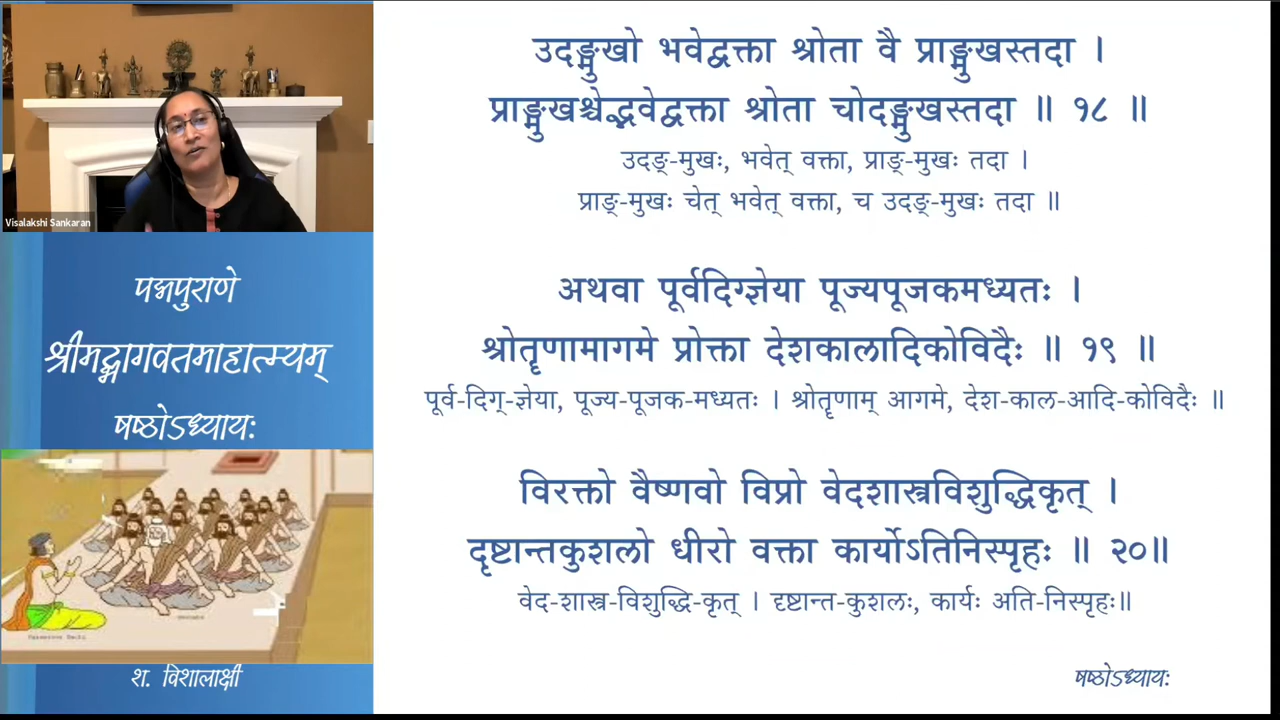 Visalakshi Sankaran
पद्मपुराणे
श्रीमद्भागवतमाहात्म्यम्
षष्ठोऽध्यायः
श. विशालाक्षी
उदङ्मुखो भवेद्वक्ता श्रोता वै प्राङ्मुखस्तदा ।
प्राङ्मुखश्चेद्भवेद्वक्ता श्रोता चोदङ्मुखस्तदा ॥ १८ ॥
उदङ्-मुखः, भवेत् वक्ता, प्राङ्-मुखः तदा ।
प्राङ्-मुखः चेत् भवेत् वक्ता, च उदङ्-मुखः तदा ॥
अथवा पूर्वदिग्ज्ञेया पूज्यपूजकमध्यतः ।
श्रोतॄणामागमे प्रोक्ता देशकालादिकोविदैः ॥ १९ ॥
पूर्व-दिग्-ज्ञेया, पूज्य-पूजक-मध्यतः । श्रोतॄणाम् आगमे, देश-काल-आदि-कोविदैः ॥
विरक्तो वैष्णवो विप्रो वेदशास्त्रविशुद्धिकृत् ।
दृष्टान्तकुशलो धीरो वक्ता कार्योऽतिनिस्पृहः ॥ २०॥
वेद-शास्त्र-विशुद्धि-कृत् । दृष्टान्त-कुशलः, कार्यः अति-निस्पृहः॥
षष्ठोऽध्यायः